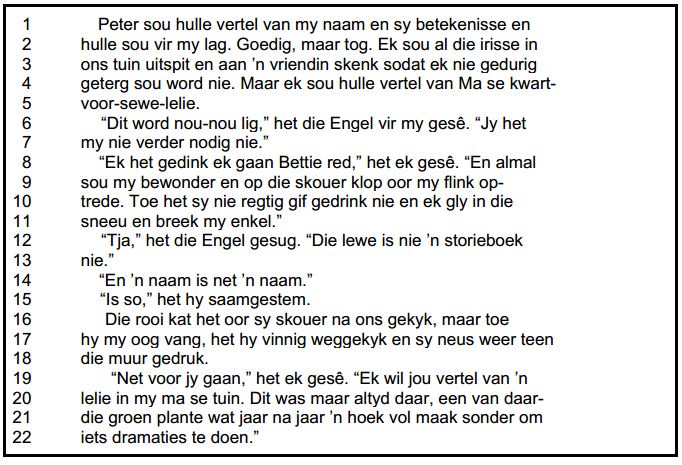 1 Peter sou hulle vertel van my naam en sy betekenisse en
2 hulle sou vir my lag. Goedig, maar tog. Ek sou al die irisse in
3 ons tuin uitspit en aan ’n vriendin skenk sodat ek nie gedurig
4 geterg sou word nie. Maar ek sou hulle vertel van Ma se kwart-
5 voor-sewe-lelie.
6 “Dit word nou-nou lig,” het die Engel vir my gesê. “Jy het
7 my nie verder nodig nie.”
8 “Ek het gedink ek gaan Bettie red,” het ek gesê. “En almal
9 sou my bewonder en op die skouer klop oor my flink op-
10 trede. Toe het sy nie regtig gif gedrink nie en ek gly in die
11 sneeu en breek my enkel.”
12 “Tja,” het die Engel gesug. “Die lewe is nie ’n storieboek
13 nie.”
14 “En ’n naam is net ’n naam.”
15 “Is so,” het hy saamgestem.
16 Die rooi kat het oor sy skouer na ons gekyk, maar toe
17 hy my oog vang, het hy vinnig weggekyk en sy neus weer teen
18 die muur gedruk.
19 “Net voor jy gaan,” het ek gesê. “Ek wil jou vertel van ’n
20 lelie in my ma se tuin. Dit was maar altyd daar, een van daar-
21 die groen plante wat jaar na jaar ’n hoek vol maak sonder om
22 iets dramaties te doen.”